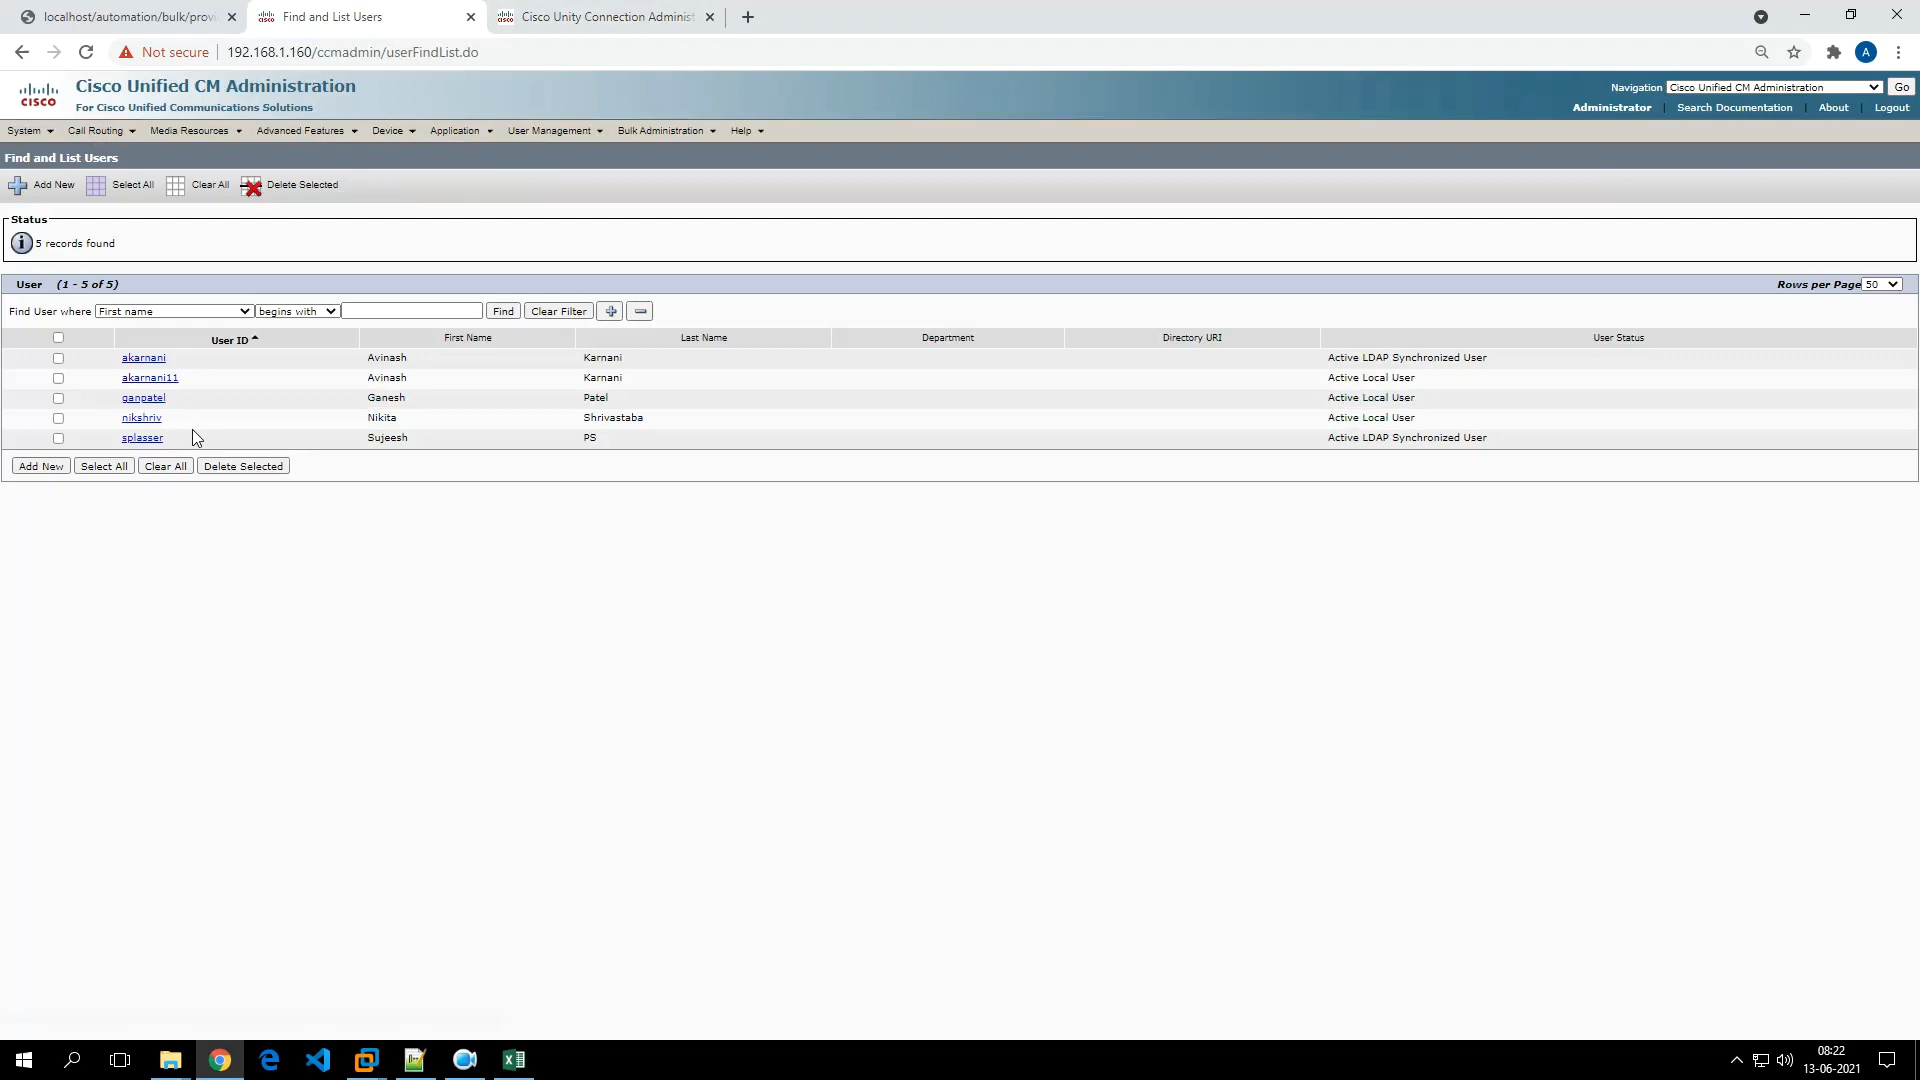 localhost/automation/bulk/provi
Find and List Users
Cisco Unity Connection Administ
Not secure
192.168.1.160/ccmadmin/userFindList.do
A
CISCO
Cisco Unified CM Administration
For Cisco Unified Communications Solutions
Navigation Cisco Unified CM Administration Go
Administrator | Search Documentation | About | Logout
System Call Routing Media Resources Advanced Features Device Application User Management Bulk Administration Help
Find and List Users
Add New Select All Clear All Delete Selected
Status
5 records found
User (1 - 5 of 5) Rows per Page 50
Find User where First name begins with Find Clear Filter
User ID First Name Last Name Department Directory URI User Status
akarnani Avinash Karnani Active LDAP Synchronized User
akarnani11 Avinash Karnani Active Local User
ganpatel Ganesh Patel Active Local User
nikshriv Nikita Shrivastaba Active Local User
splasser Sujeesh PS Active LDAP Synchronized User
Add New Select All Clear All Delete Selected
08:22
13-06-2021